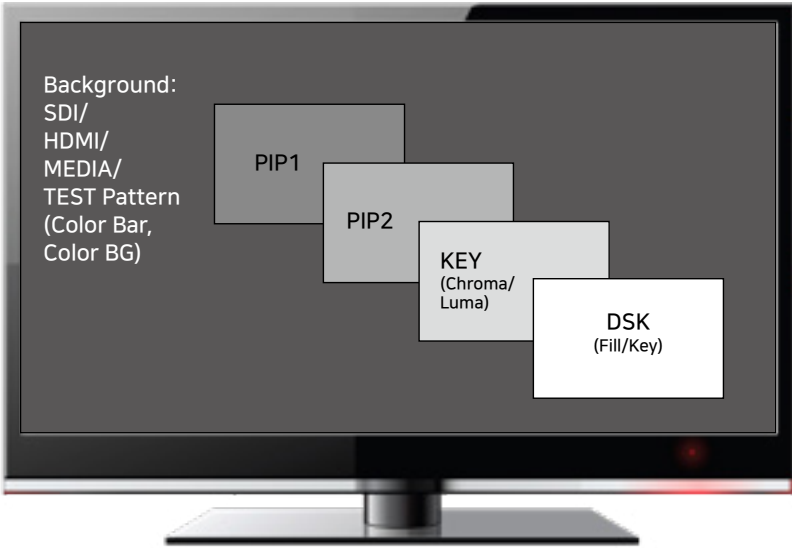 Background:
SDI/
HDMI/
MEDIA/
TEST Pattern
(Color Bar,
Color BG)
PIP1
PIP2
KEY
(Chroma/
Luma)
DSK
(Fill/Key)